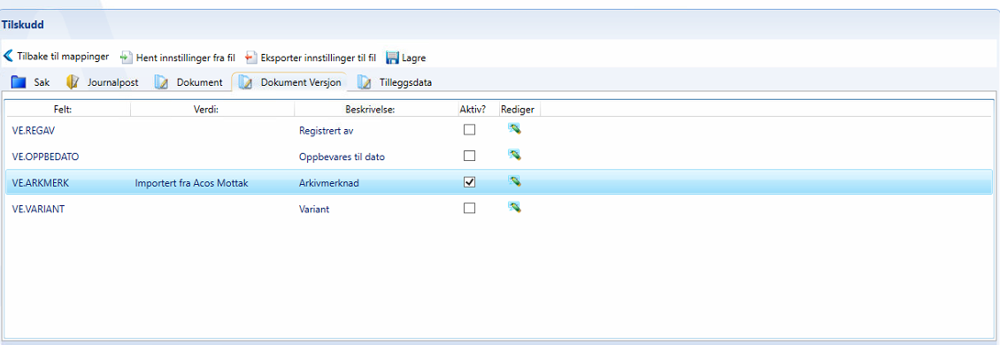 Tilskudd
Tilbake til mappinger Hent innstillinger fra fil Eksporter innstillinger til fil Lagre
Sak Journalpost Dokument Dokument Versjon Tilleggsdata
Felt: Verdi: Beskrivelse: Aktiv? Rediger
VE.REGAV Registrert av
VE.OPPBEDATO Oppbevares til dato
VE.ARKMERK Importert fra Acos Mottak Arkivmerknad
VE.VARIANT Variant